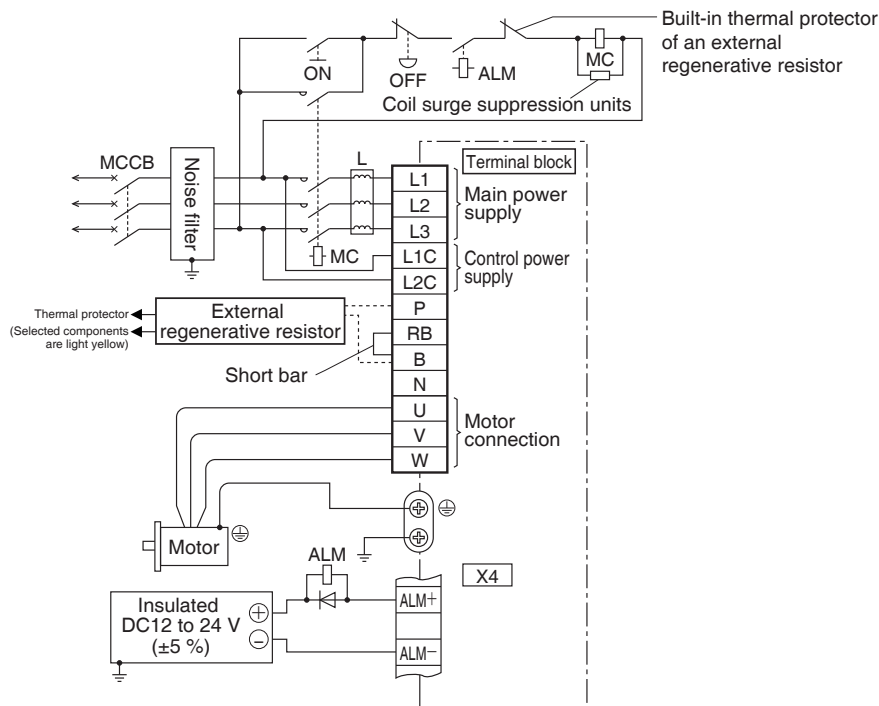 Built-in thermal protector
of an external
regenerative resistor
ON
OFF
ALM
MC
Coil surge suppression units
MCCB
Noise filter
L
MC
Terminal block
L1
L2
L3
Main power
supply
L1C
L2C
Control power
supply
P
RB
B
N
Thermal protector
(Selected components
are light yellow)
External
regenerative resistor
Short bar
U
V
W
Motor
connection
Motor
ALM
X4
Insulated
DC12 to 24 V
(±5 %)
+
−
ALM+
ALM−